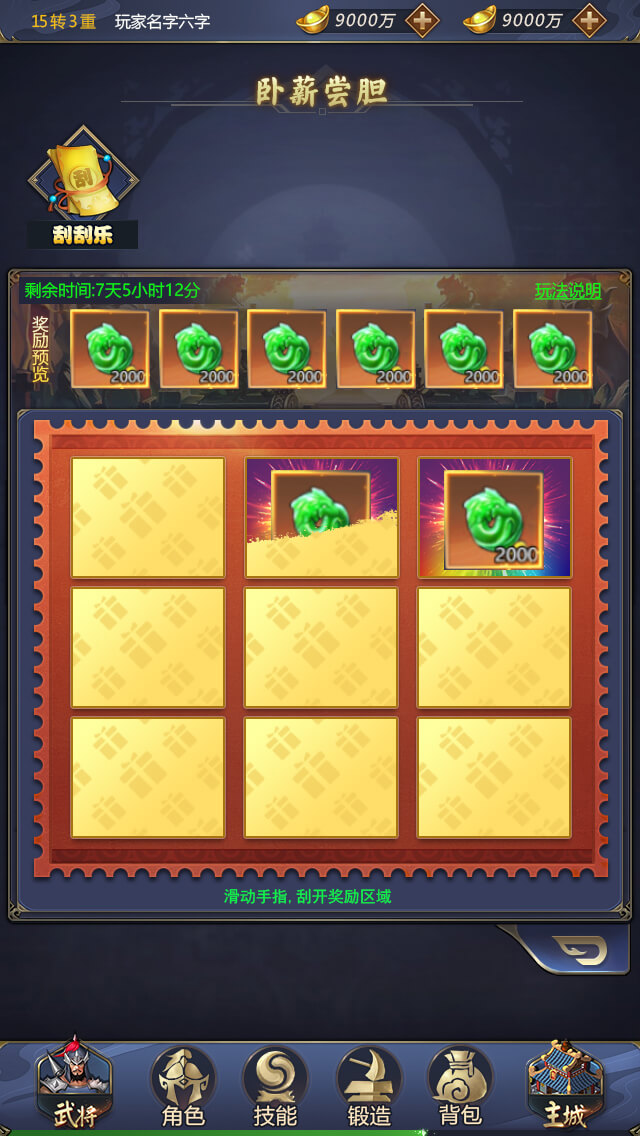 15转3重 玩家名字六字 9000万 9000万
卧薪尝胆
刮
刮刮乐
剩余时间:7天5小时12分 玩法说明
奖励预览
2000 2000 2000 2000 2000 2000
2000
滑动手指,刮开奖励区域
武将 角色 技能 锻造 背包 主城